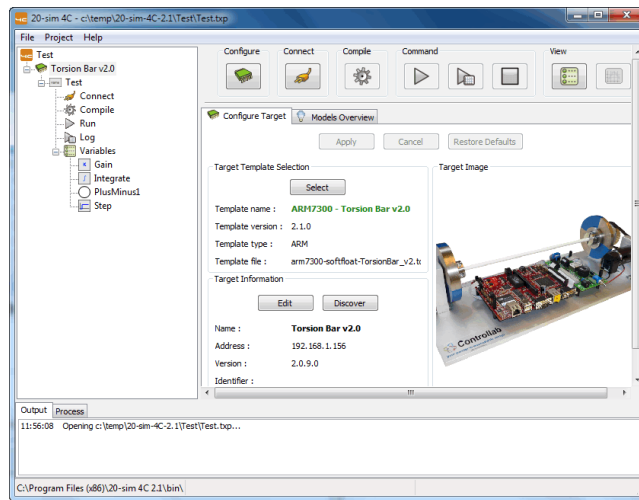 20-sim 4C - c:\temp\20-sim-4C-2.1\Test\Test.txp
File Project Help
Test
Torsion Bar v2.0
Test
Connect
Compile
Run
Log
Variables
Gain
Integrate
PlusMinus1
Step
Configure Connect Compile Command View
Configure Target Models Overview
Apply Cancel Restore Defaults
Target Template Selection
Select
Template name : ARM7300 - Torsion Bar v2.0
Template version : 2.1.0
Template type : ARM
Template file : arm7300-softfloat-TorsionBar_v2.tc
Target Information
Edit Discover
Name : Torsion Bar v2.0
Address : 192.168.1.156
Version : 2.0.9.0
Identifier :
Target Image
Controllab
Output Process
11:56:08 Opening c:\temp\20-sim-4C-2.1\Test\Test.txp...
C:\Program Files (x86)\20-sim 4C 2.1\bin\